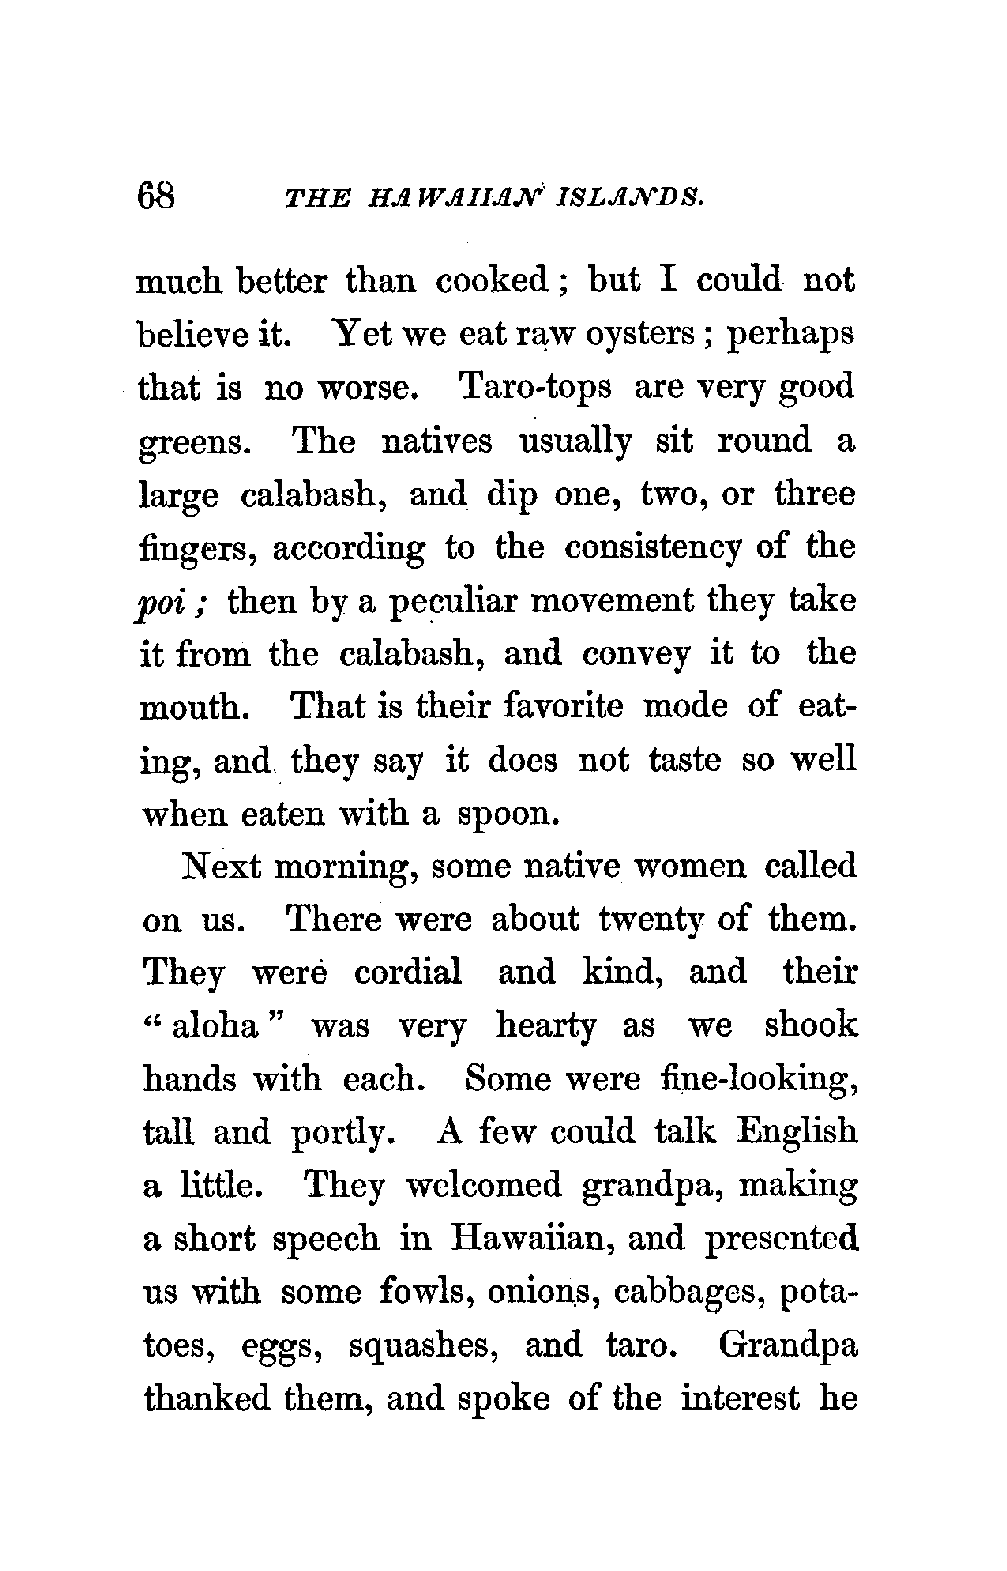 68 THE HAWAIIAN ISLANDS.
much better than cooked; but I could not
believe it. Yet we eat raw oysters; perhaps
that is no worse. Taro-tops are very good
greens. The natives usually sit round a
large calabash, and dip one, two, or three
fingers, according to the consistency of the
poi; then by a peculiar movement they take
it from the calabash, and convey it to the
mouth. That is their favorite mode of eat-
ing, and they say it does not taste so well
when eaten with a spoon.
Next morning, some native women called
on us. There were about twenty of them.
They were cordial and kind, and their
"aloha" was very hearty as we shook
hands with each. Some were fine-looking,
tall and portly. A few could talk English
a little. They welcomed grandpa, making
a short speech in Hawaiian, and presented
us with some fowls, onions, cabbages, pota-
toes, eggs, squashes, and taro. Grandpa
thanked them, and spoke of the interest he